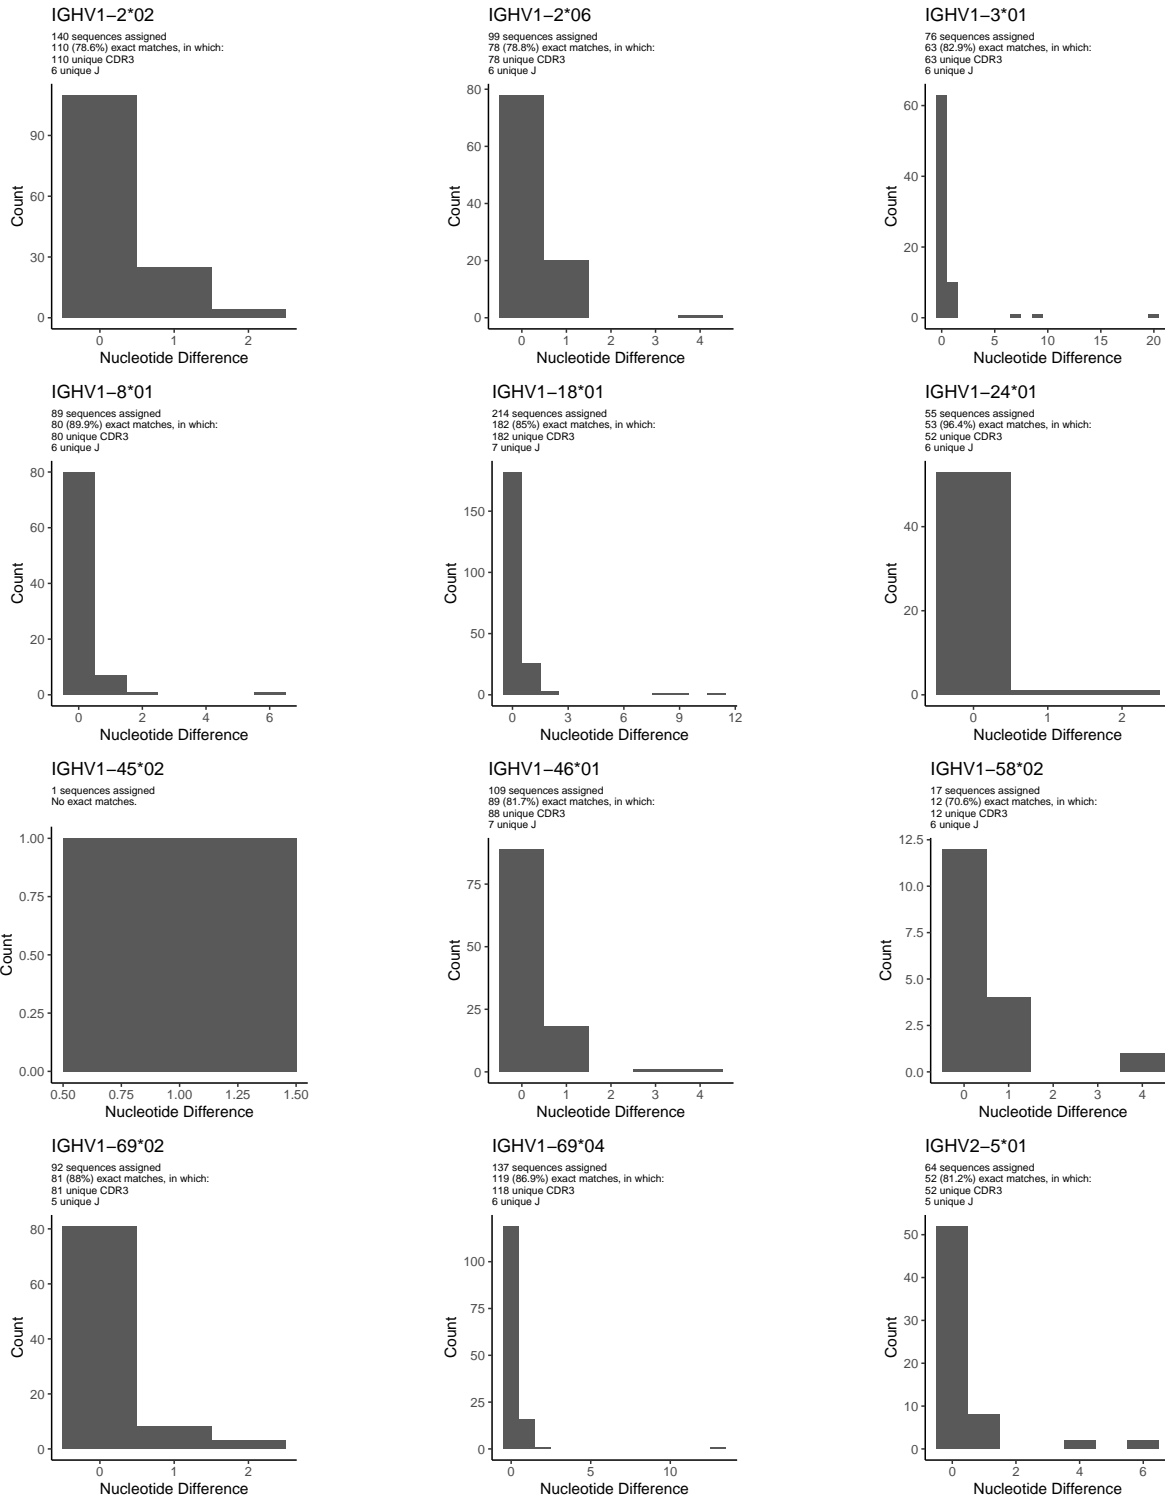 IGHV1−2*02
140 sequences assigned
110 (78.6%) exact matches, in which:
110 unique CDR3
6 unique J
90
60
30
0
Count
0 1 2
Nucleotide Difference
IGHV1−2*06
99 sequences assigned
78 (78.8%) exact matches, in which:
78 unique CDR3
6 unique J
80
60
40
20
0
Count
0 1 2 3 4
Nucleotide Difference
IGHV1−3*01
76 sequences assigned
63 (82.9%) exact matches, in which:
63 unique CDR3
6 unique J
60
40
20
0
Count
0 5 10 15 20
Nucleotide Difference
IGHV1−8*01
89 sequences assigned
80 (89.9%) exact matches, in which:
80 unique CDR3
6 unique J
80
60
40
20
0
Count
0 2 4 6
Nucleotide Difference
IGHV1−18*01
214 sequences assigned
182 (85%) exact matches, in which:
182 unique CDR3
7 unique J
150
100
50
0
Count
0 3 6 9 12
Nucleotide Difference
IGHV1−24*01
55 sequences assigned
53 (96.4%) exact matches, in which:
52 unique CDR3
6 unique J
40
20
0
Count
0 1 2
Nucleotide Difference
IGHV1−45*02
1 sequences assigned
No exact matches.
1.00
0.75
0.50
0.25
0.00
Count
0.50 0.75 1.00 1.25 1.50
Nucleotide Difference
IGHV1−46*01
109 sequences assigned
89 (81.7%) exact matches, in which:
88 unique CDR3
7 unique J
75
50
25
0
Count
0 1 2 3 4
Nucleotide Difference
IGHV1−58*02
17 sequences assigned
12 (70.6%) exact matches, in which:
12 unique CDR3
6 unique J
12.5
10.0
7.5
5.0
2.5
0.0
Count
0 1 2 3 4
Nucleotide Difference
IGHV1−69*02
92 sequences assigned
81 (88%) exact matches, in which:
81 unique CDR3
5 unique J
80
60
40
20
0
Count
0 1 2
Nucleotide Difference
IGHV1−69*04
137 sequences assigned
119 (86.9%) exact matches, in which:
118 unique CDR3
6 unique J
100
75
50
25
0
Count
0 5 10
Nucleotide Difference
IGHV2−5*01
64 sequences assigned
52 (81.2%) exact matches, in which:
52 unique CDR3
5 unique J
50
40
30
20
10
0
Count
0 2 4 6
Nucleotide Difference